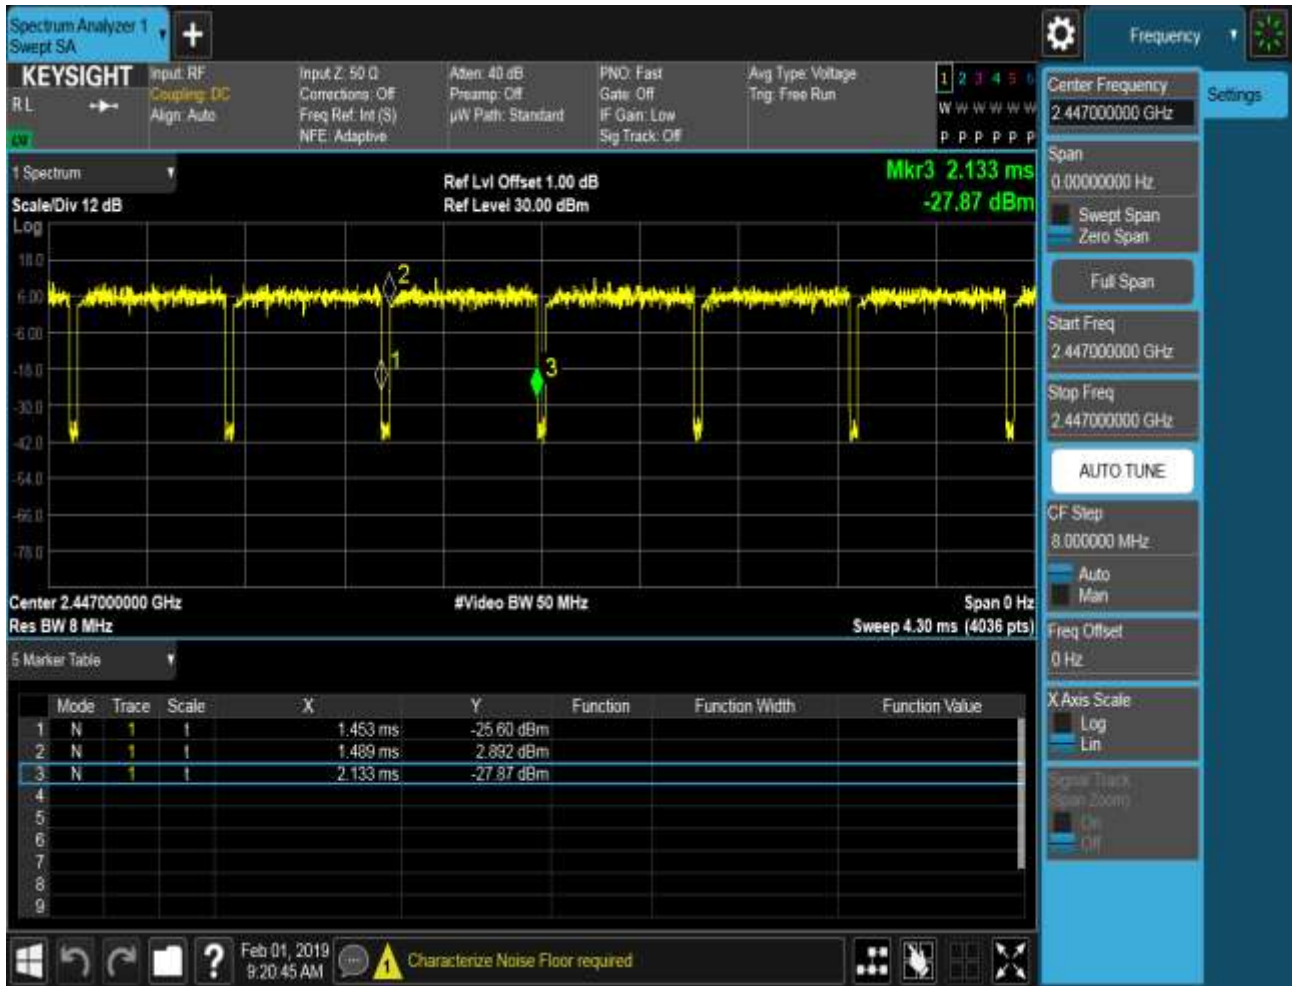 Spectrum Analyzer 1
Swept SA
+
Frequency
KEYSIGHT
R L
Input: RF
Coupling: DC
Align: Auto
Input Z: 50 Ω
Corrections: Off
Freq Ref: Int (S)
NFE: Adaptive
Atten: 40 dB
Preamp: Off
µW Path: Standard
PNO: Fast
Gate: Off
IF Gain: Low
Sig Track: Off
Avg Type: Voltage
Trig: Free Run
1 2 3 4 5 6
W W W W W W
P P P P P P
1 Spectrum
Scale/Div 12 dB
Ref Lvl Offset 1.00 dB
Ref Level 30.00 dBm
Mkr3 2.133 ms
-27.87 dBm
Log
18.0
6.00
-6.00
-18.0
-30.0
-42.0
-54.0
-66.0
-78.0
1
2
3
Center 2.447000000 GHz
Res BW 8 MHz
#Video BW 50 MHz
Span 0 Hz
Sweep 4.30 ms (4036 pts)
5 Marker Table
Mode Trace Scale X Y Function Function Width Function Value
1 N 1 t 1.453 ms -25.60 dBm
2 N 1 t 1.489 ms 2.892 dBm
3 N 1 t 2.133 ms -27.87 dBm
4
5
6
7
8
9
Feb 01, 2019
9:20:45 AM
?
1
Characterize Noise Floor required
Center Frequency
2.447000000 GHz
Settings
Span
0.00000000 Hz
Swept Span
Zero Span
Full Span
Start Freq
2.447000000 GHz
Stop Freq
2.447000000 GHz
AUTO TUNE
CF Step
8.000000 MHz
Auto
Man
Freq Offset
0 Hz
X Axis Scale
Log
Lin
Signal Track
(Span Zoom)
On
Off